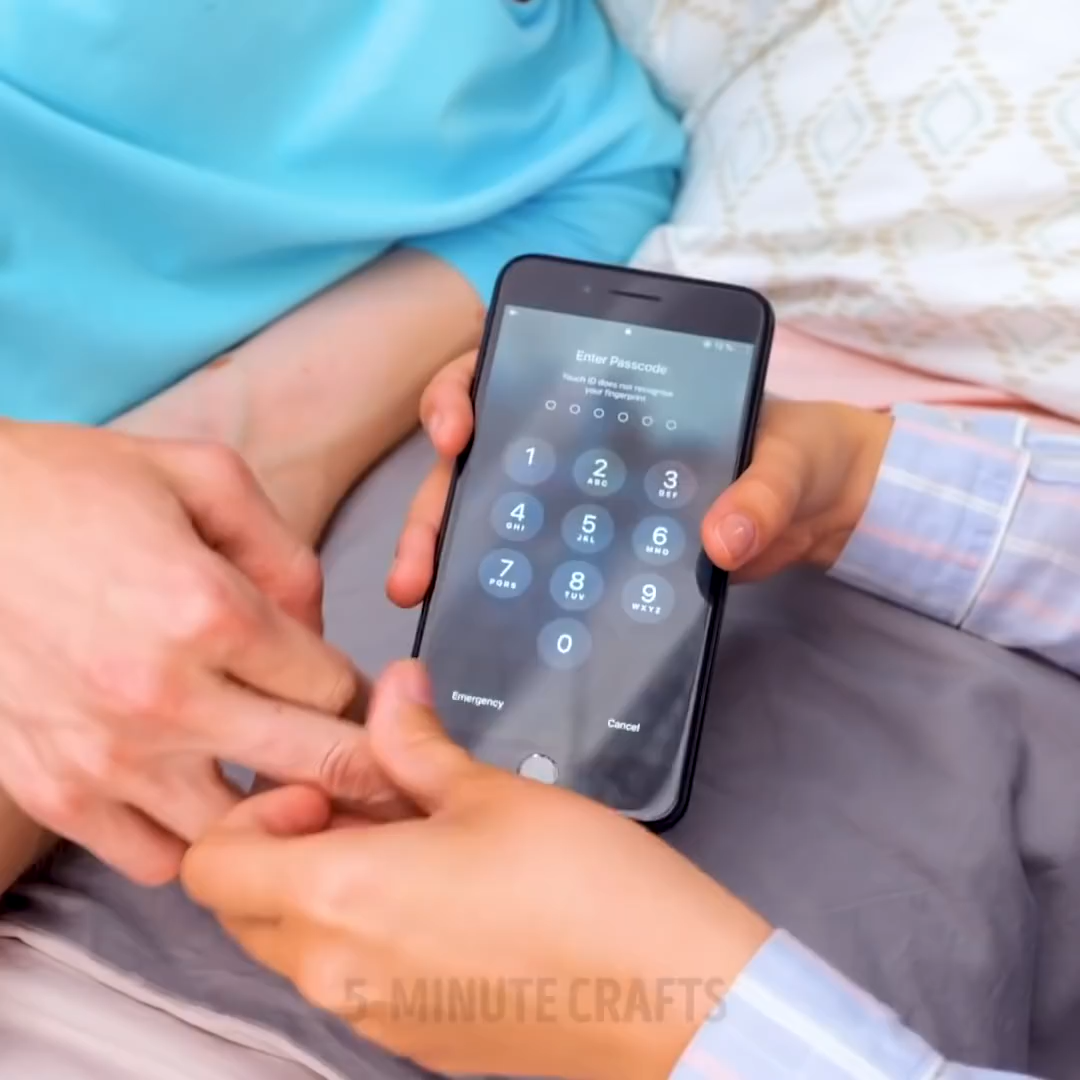 Enter Passcode
Touch ID does not recognise
your fingerprint
1
2
ABC
3
DEF
4
GHI
5
JKL
6
MNO
7
PQRS
8
TUV
9
WXYZ
0
Emergency
Cancel
5-MINUTE CRAFTS